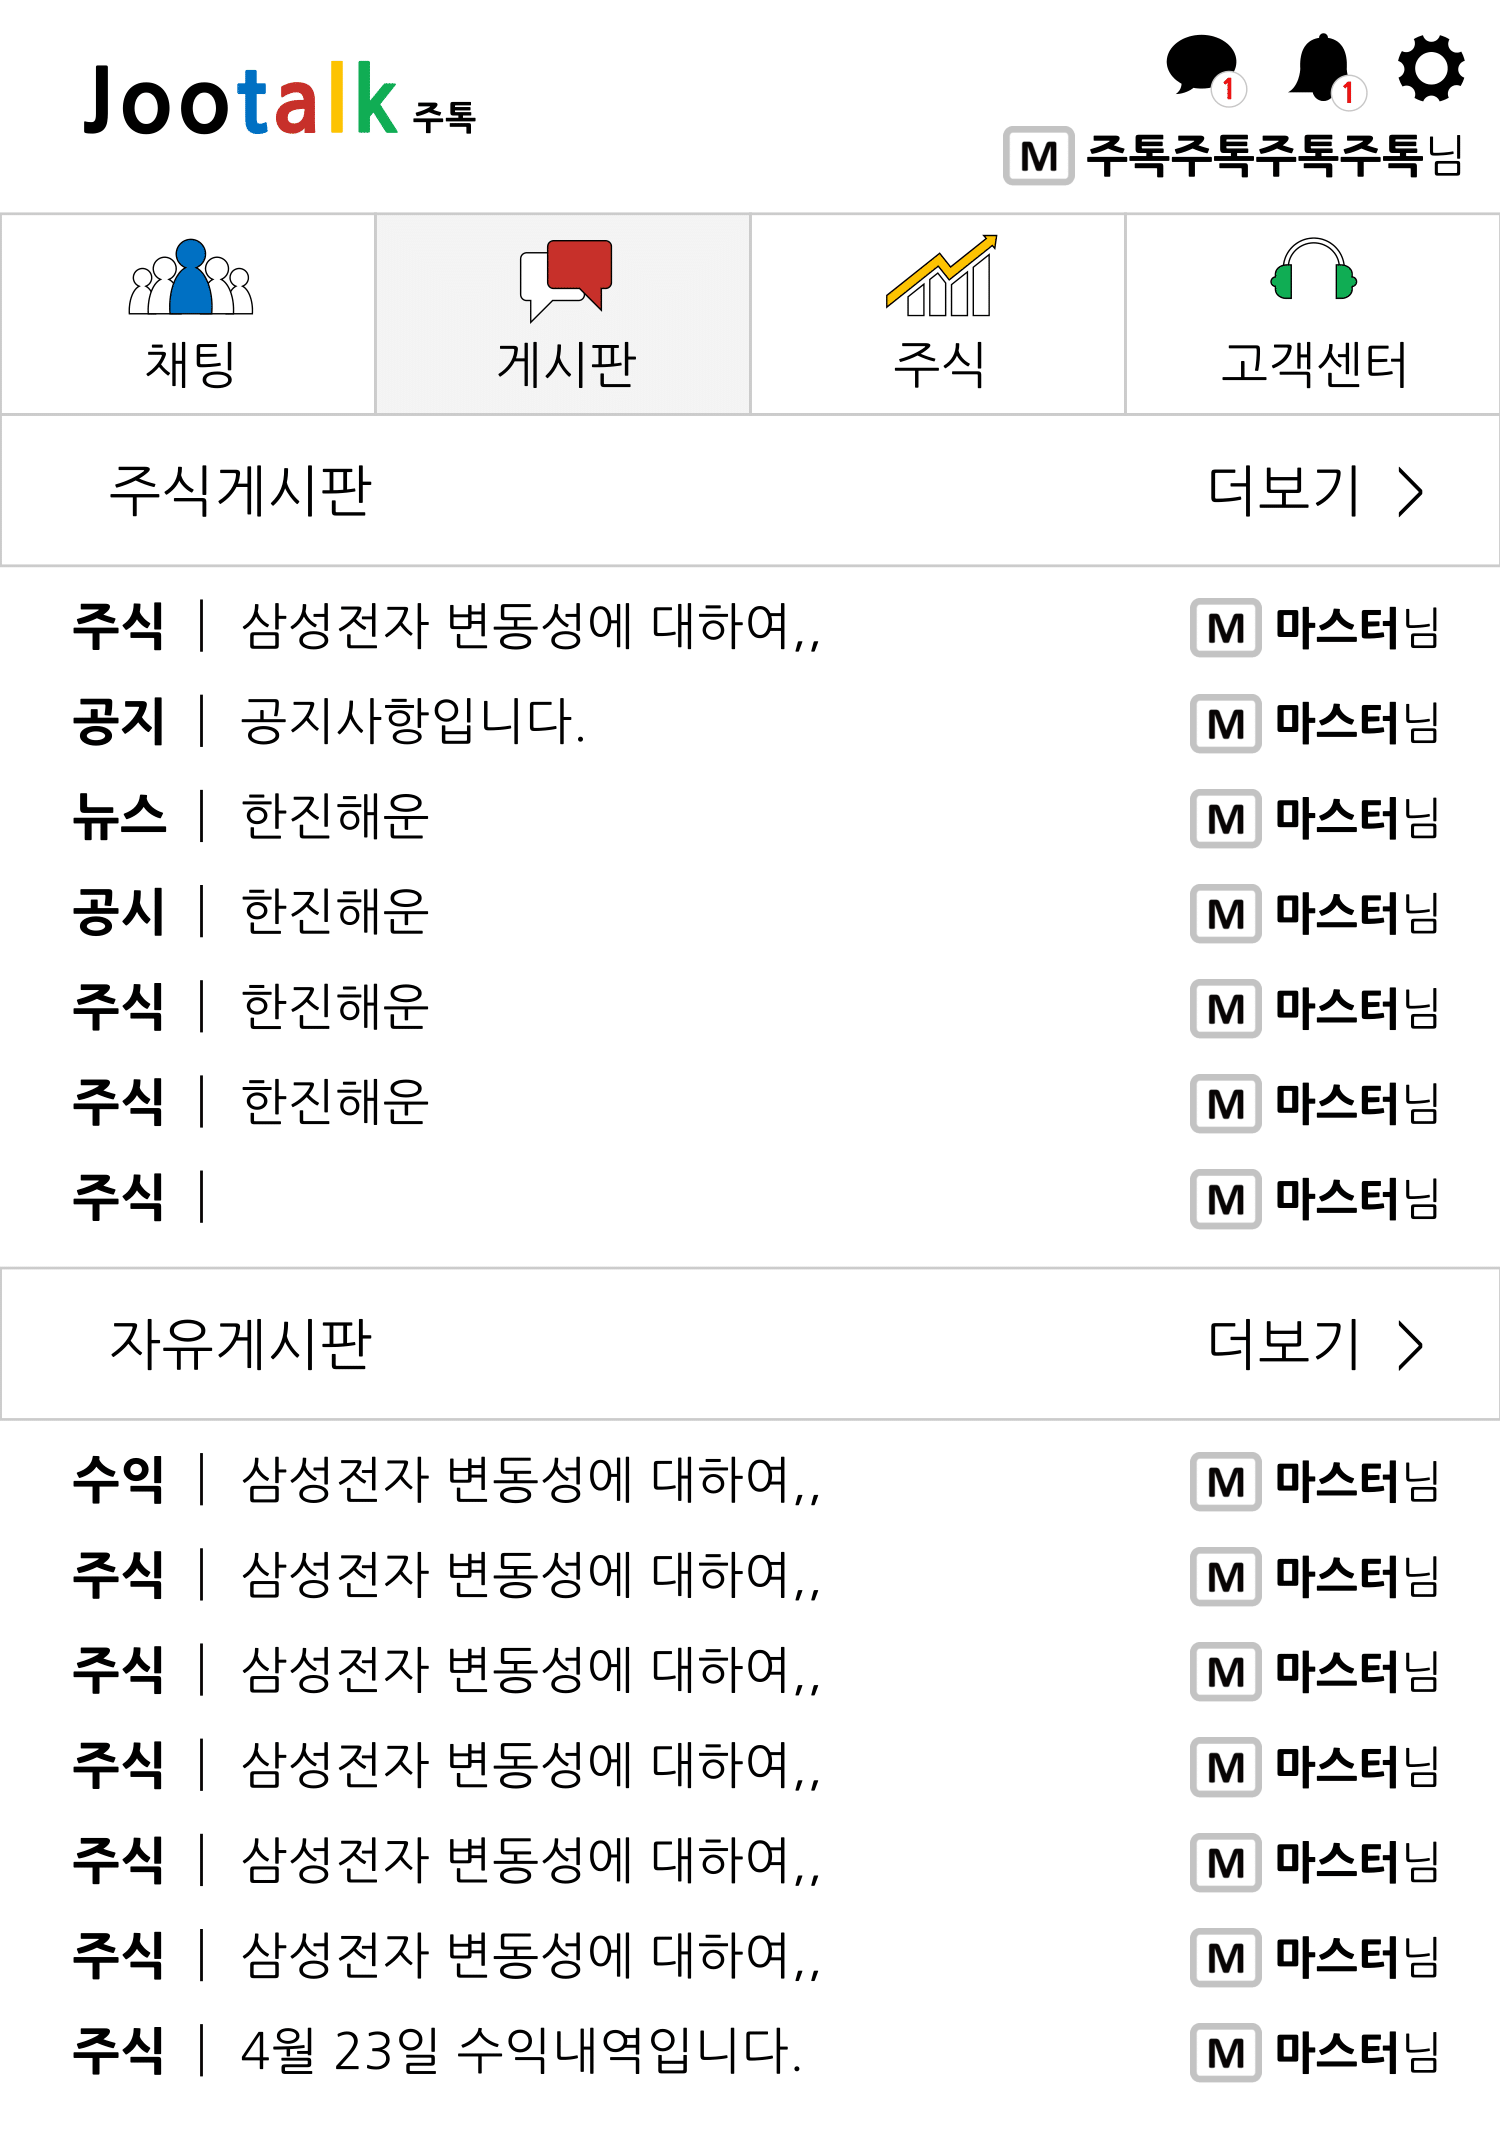 Jootalk 주톡
1 1
M 주톡주톡주톡주톡님
채팅 게시판 주식 고객센터
주식게시판 더보기 >
주식 | 삼성전자 변동성에 대하여,, M 마스터님
공지 | 공지사항입니다. M 마스터님
뉴스 | 한진해운 M 마스터님
공시 | 한진해운 M 마스터님
주식 | 한진해운 M 마스터님
주식 | 한진해운 M 마스터님
주식 | M 마스터님
자유게시판 더보기 >
수익 | 삼성전자 변동성에 대하여,, M 마스터님
주식 | 삼성전자 변동성에 대하여,, M 마스터님
주식 | 삼성전자 변동성에 대하여,, M 마스터님
주식 | 삼성전자 변동성에 대하여,, M 마스터님
주식 | 삼성전자 변동성에 대하여,, M 마스터님
주식 | 삼성전자 변동성에 대하여,, M 마스터님
주식 | 4월 23일 수익내역입니다. M 마스터님